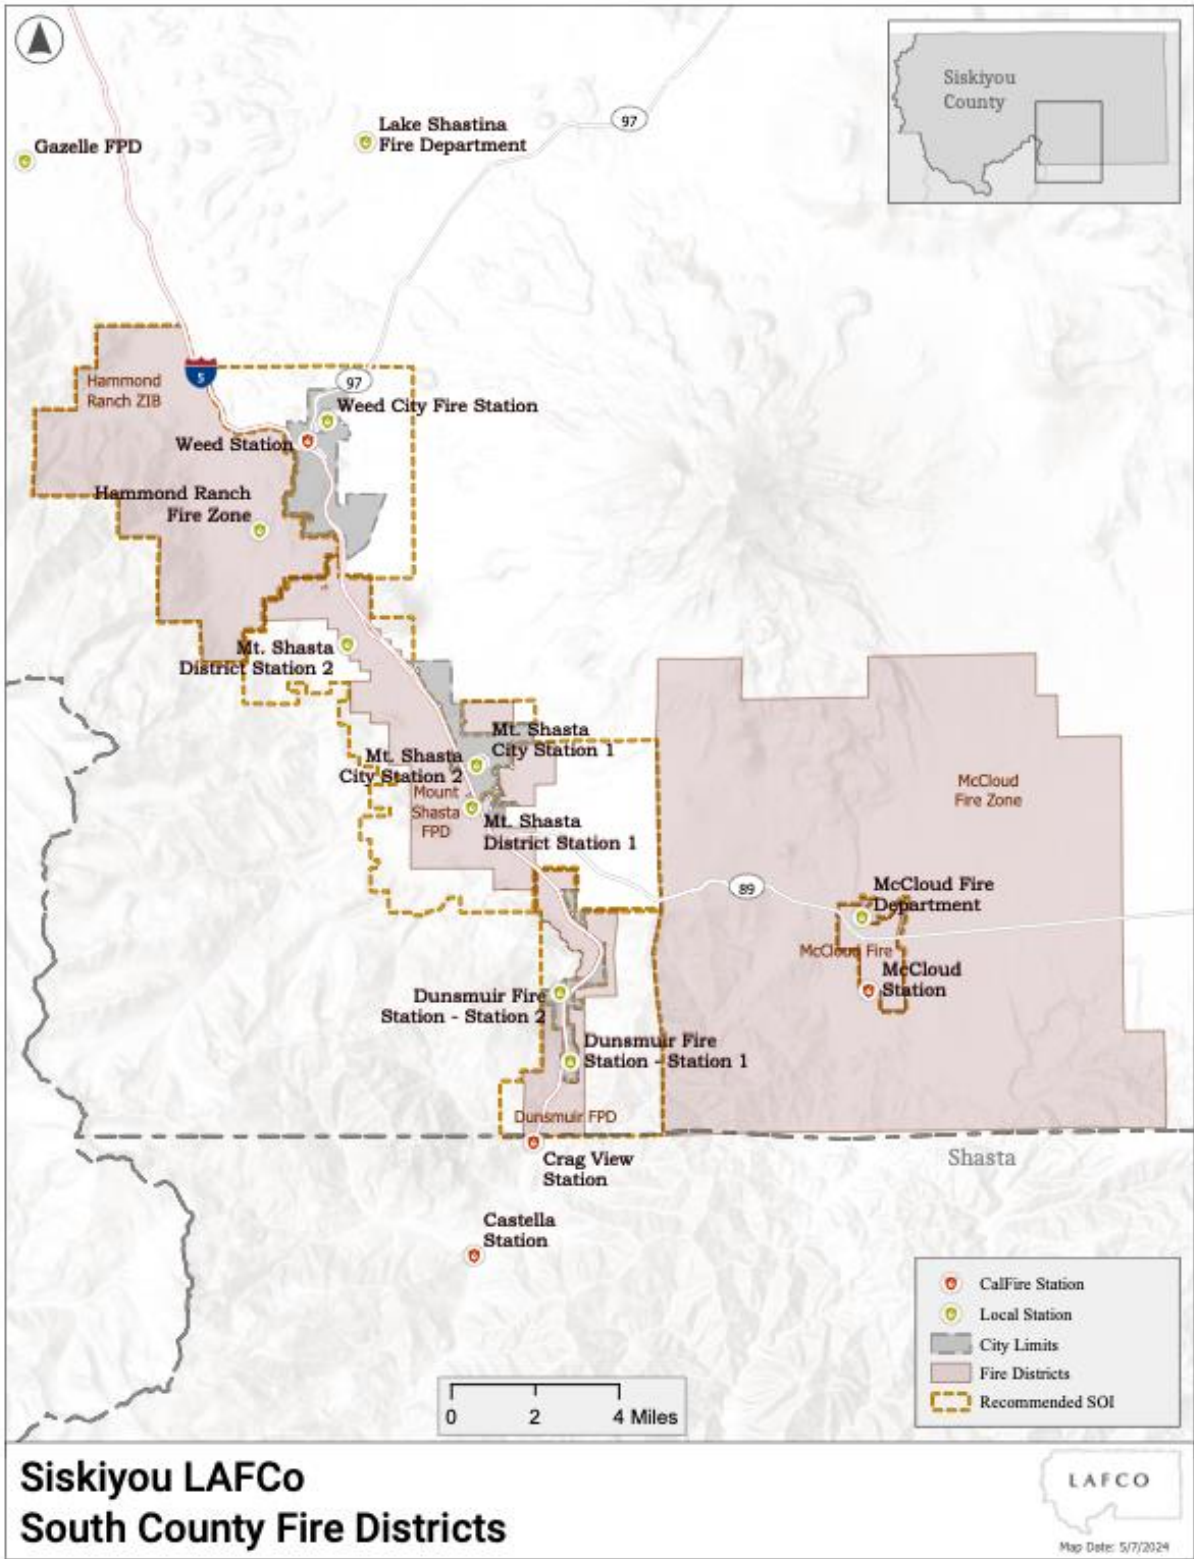 Siskiyou
County
Lake Shastina
Fire Department
97
Gazelle FPD
Hammond
Ranch ZIB
5
97
Weed City Fire Station
Weed Station
Hammond Ranch
Fire Zone
Mt. Shasta
District Station 2
Mt. Shasta
City Station 1
Mt. Shasta
City Station 2
Mount
Shasta
FPD
Mt. Shasta
District Station 1
McCloud
Fire Zone
89
McCloud Fire
Department
McCloud Fire
McCloud
Station
Dunsmuir Fire
Station - Station 2
Dunsmuir Fire
Station - Station 1
Dunsmuir FPD
Crag View
Station
Shasta
Castella
Station
CalFire Station
Local Station
City Limits
Fire Districts
Recommended SOI
0 2 4 Miles
Siskiyou LAFCo
South County Fire Districts
LAFCO
Map Date: 5/7/2024